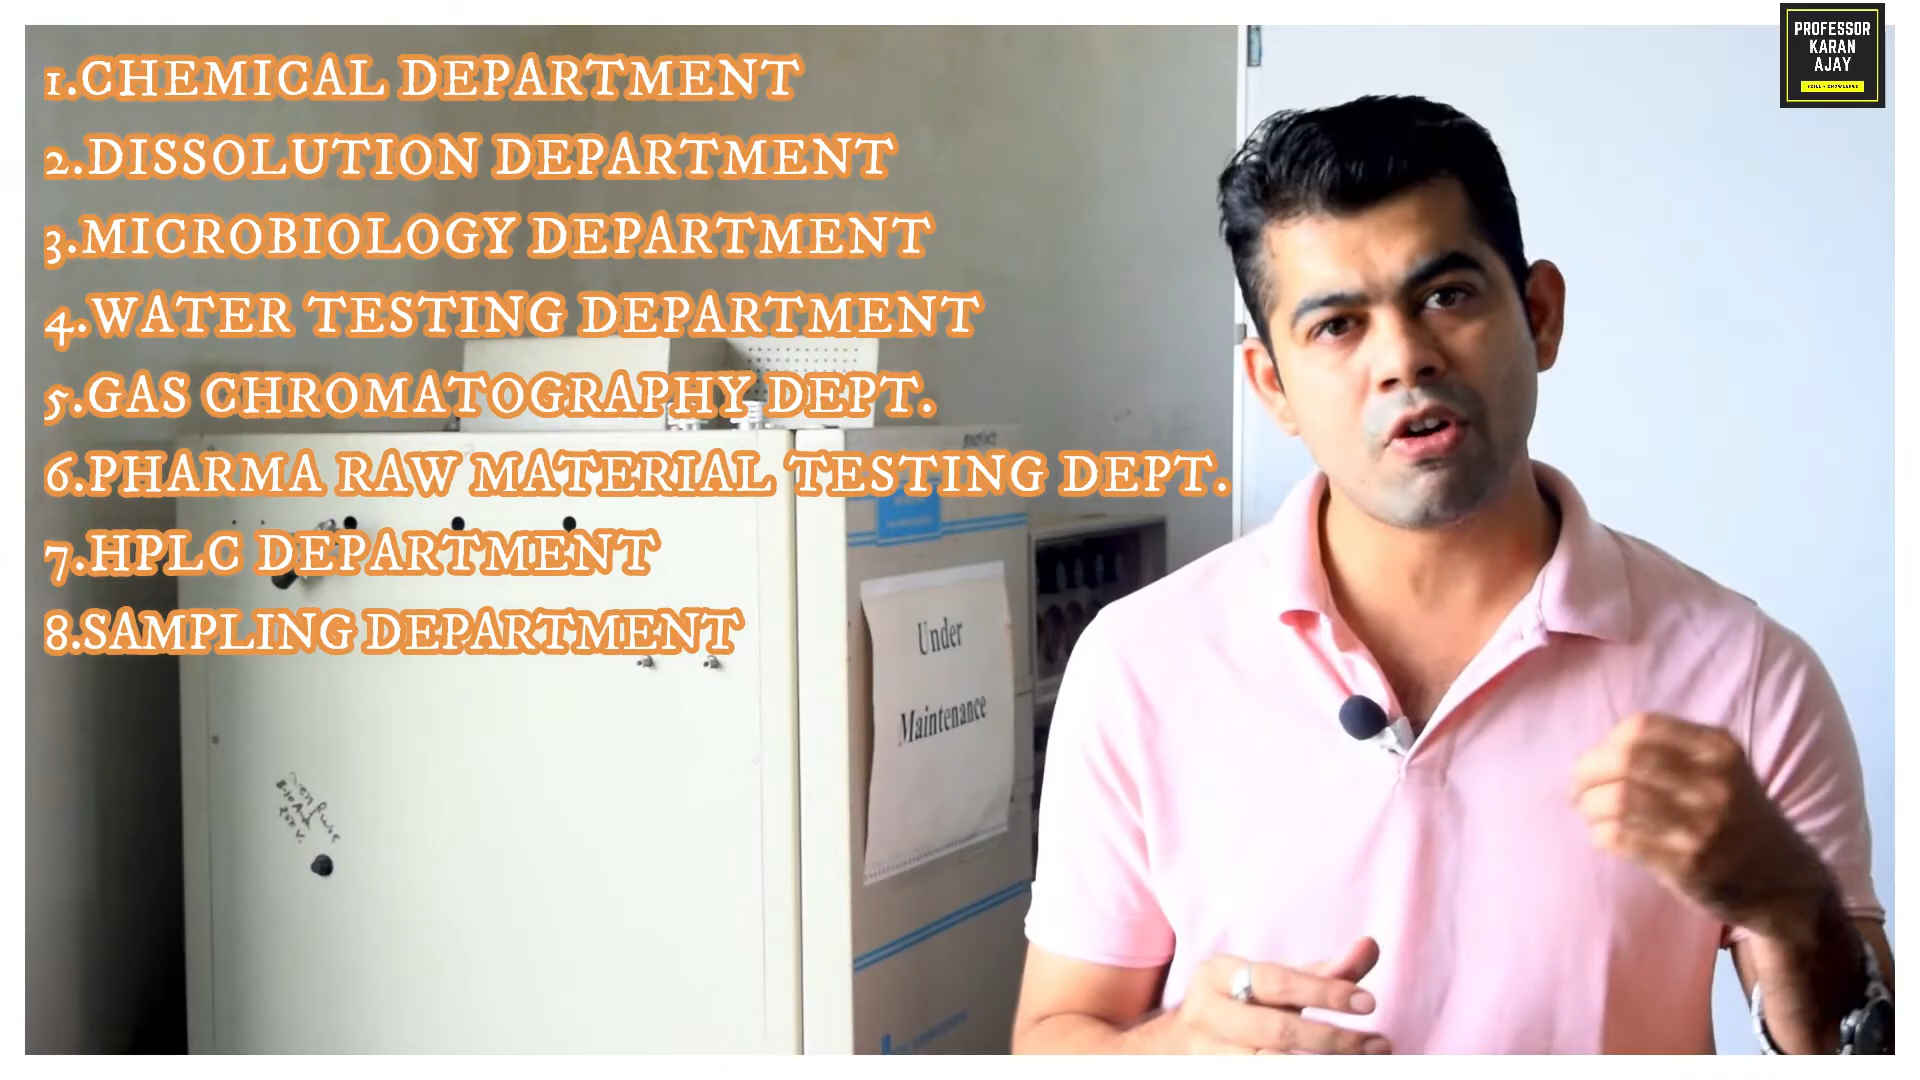 1.CHEMICAL DEPARTMENT
2.DISSOLUTION DEPARTMENT
3.MICROBIOLOGY DEPARTMENT
4.WATER TESTING DEPARTMENT
5.GAS CHROMATOGRAPHY DEPT.
6.PHARMA RAW MATERIAL TESTING DEPT.
7.HPLC DEPARTMENT
8.SAMPLING DEPARTMENT
PROFESSOR
KARAN
AJAY
Under
Maintenance